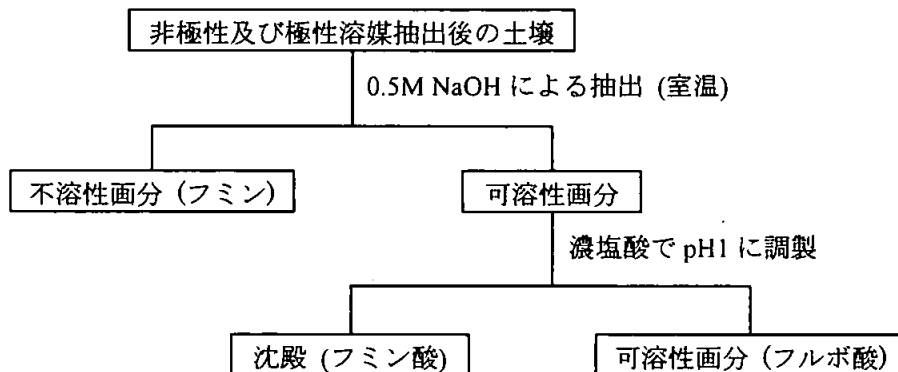 非極性及び極性溶媒抽出後の土壌
0.5M NaOH による抽出 (室温)
不溶性画分 (フミン)
可溶性画分
濃塩酸で pH1 に調製
沈殿 (フミン酸)
可溶性画分 (フルボ酸)